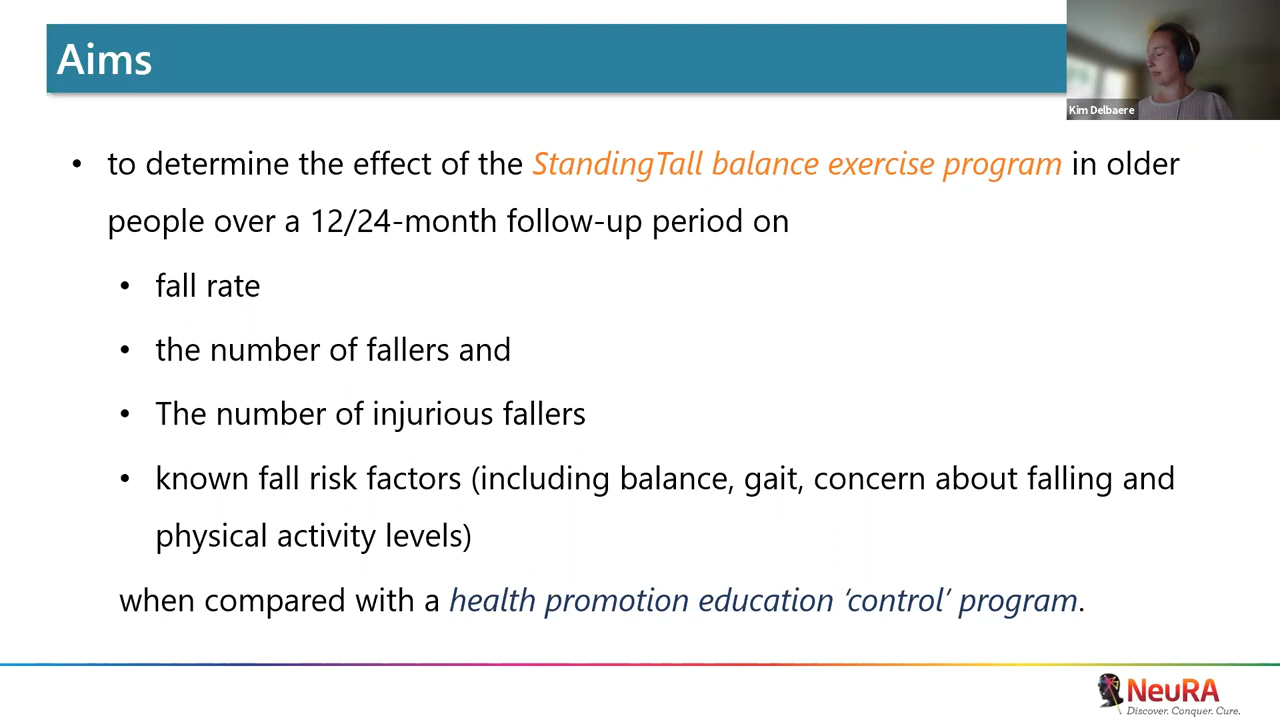 Aims
Kim Delbaere
• to determine the effect of the StandingTall balance exercise program in older
people over a 12/24-month follow-up period on
• fall rate
• the number of fallers and
• The number of injurious fallers
• known fall risk factors (including balance, gait, concern about falling and
physical activity levels)
when compared with a health promotion education ‘control’ program.
NeuRA
Discover. Conquer. Cure.